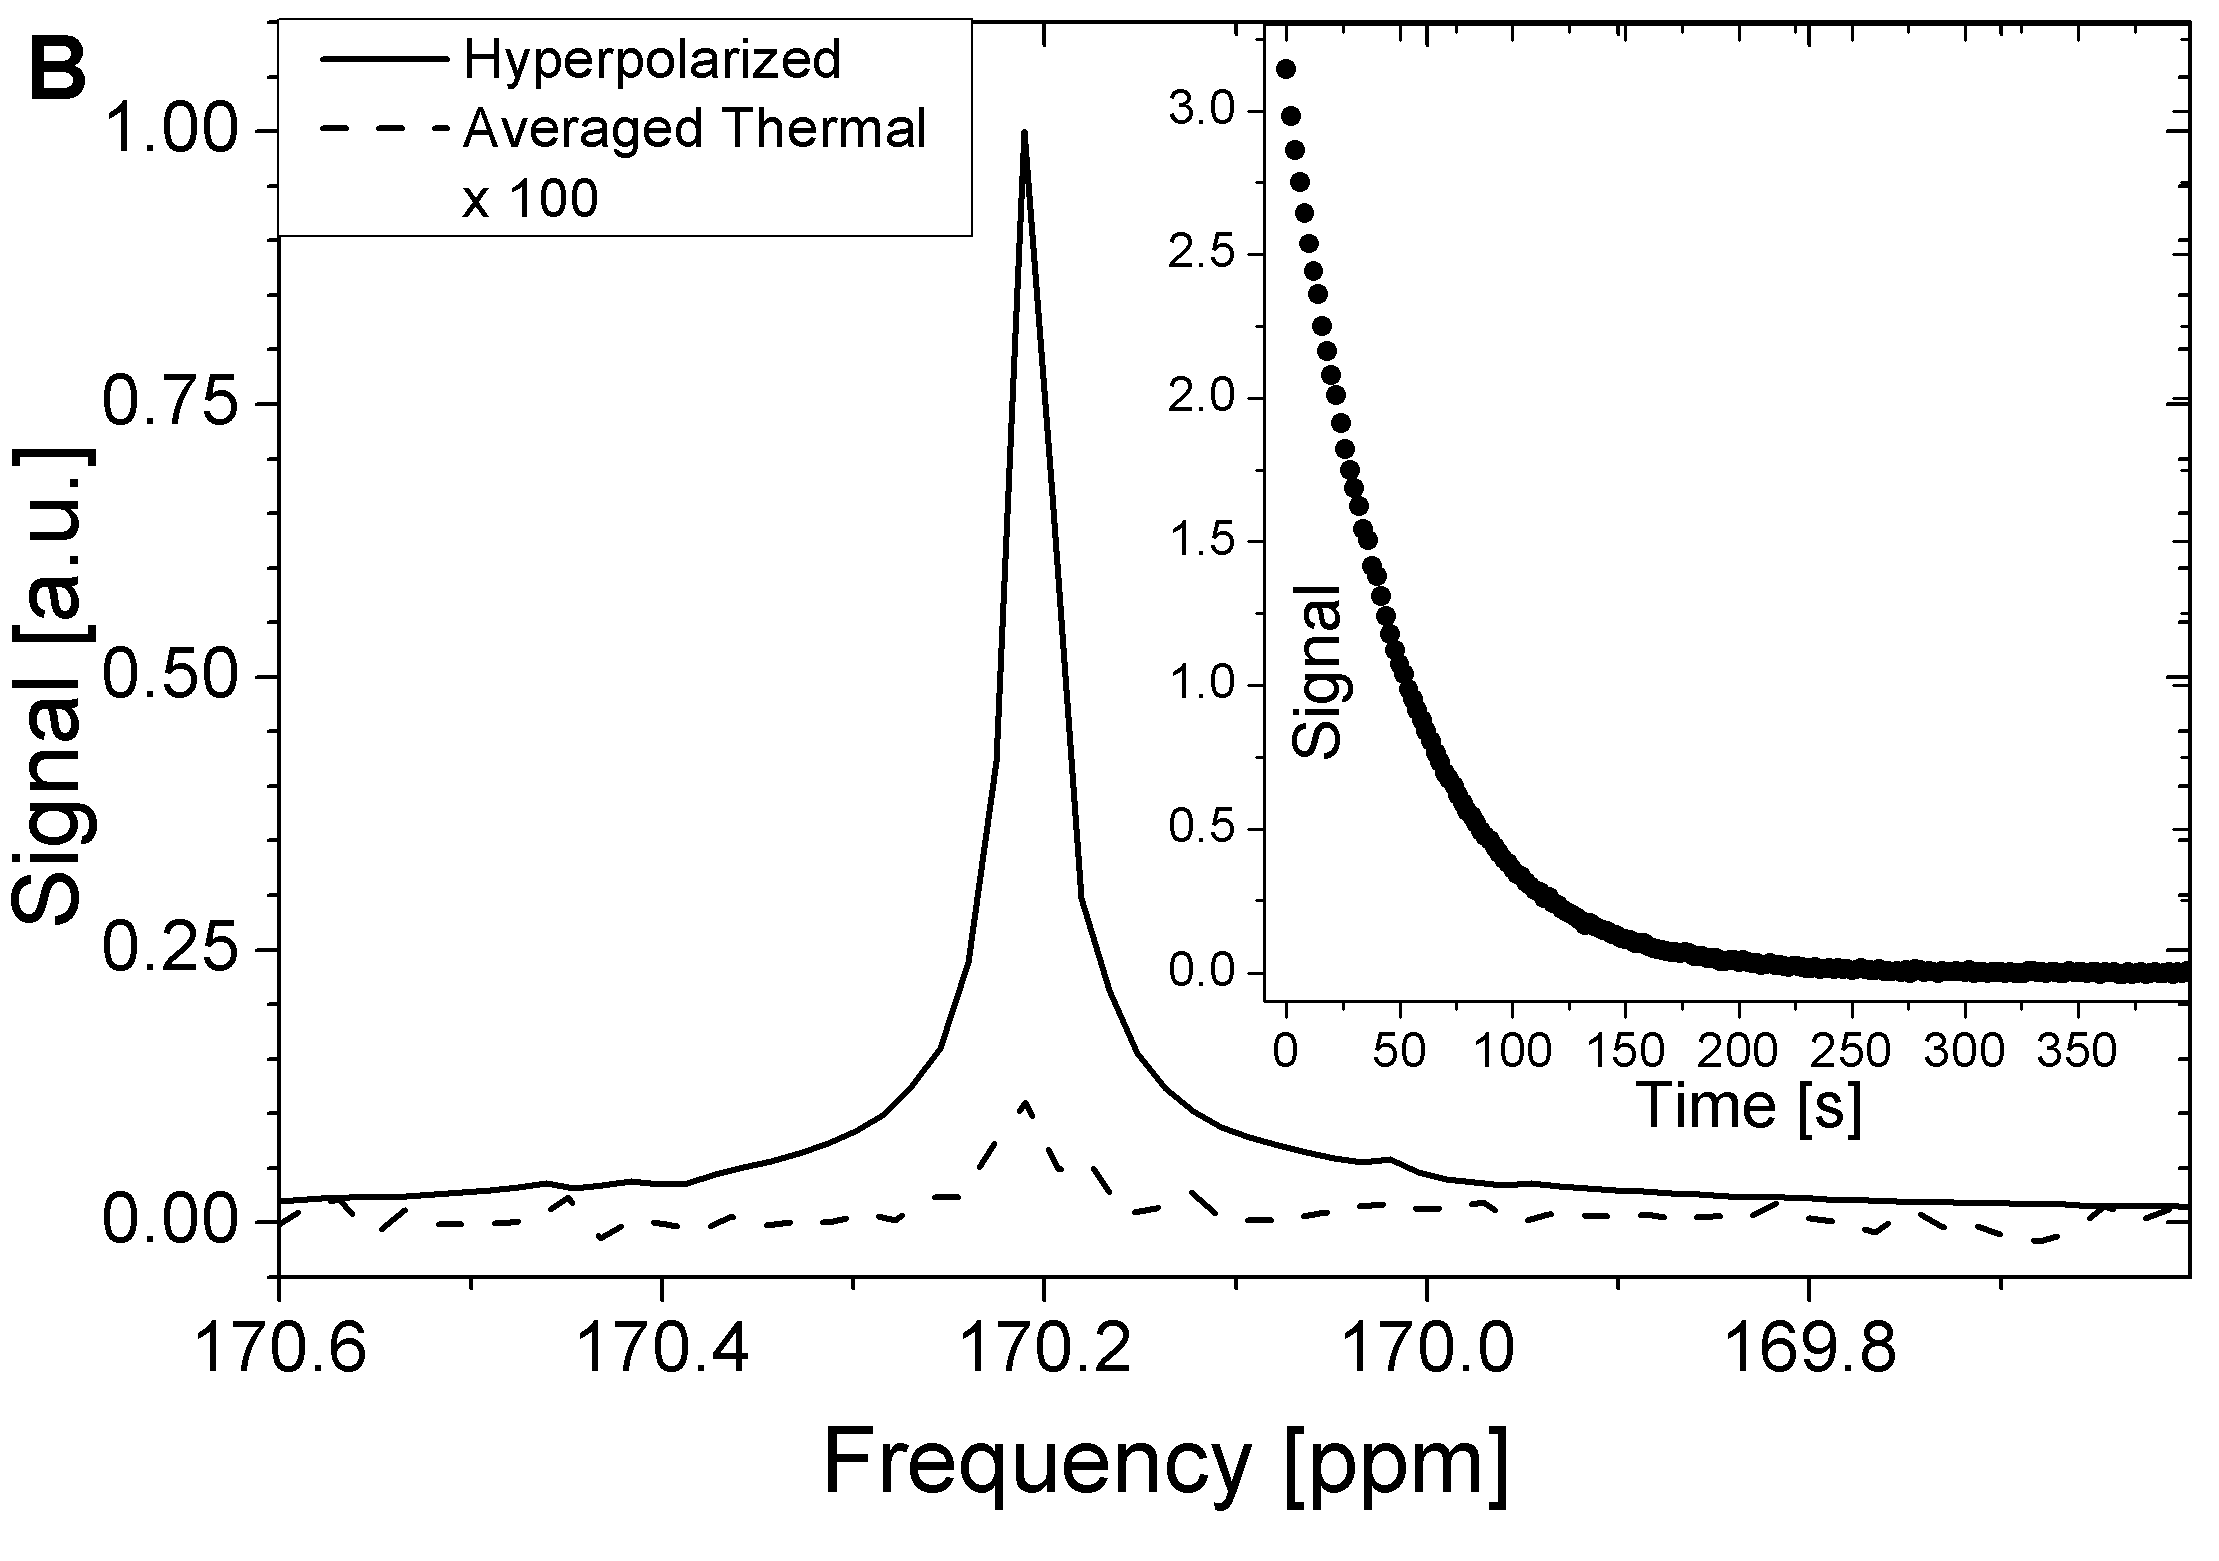 B
Hyperpolarized
Averaged Thermal
x 100
Signal [a.u.]
1.00
0.75
0.50
0.25
0.00
170.6 170.4 170.2 170.0 169.8
Frequency [ppm]
Signal
3.0
2.5
2.0
1.5
1.0
0.5
0.0
0 50 100 150 200 250 300 350
Time [s]